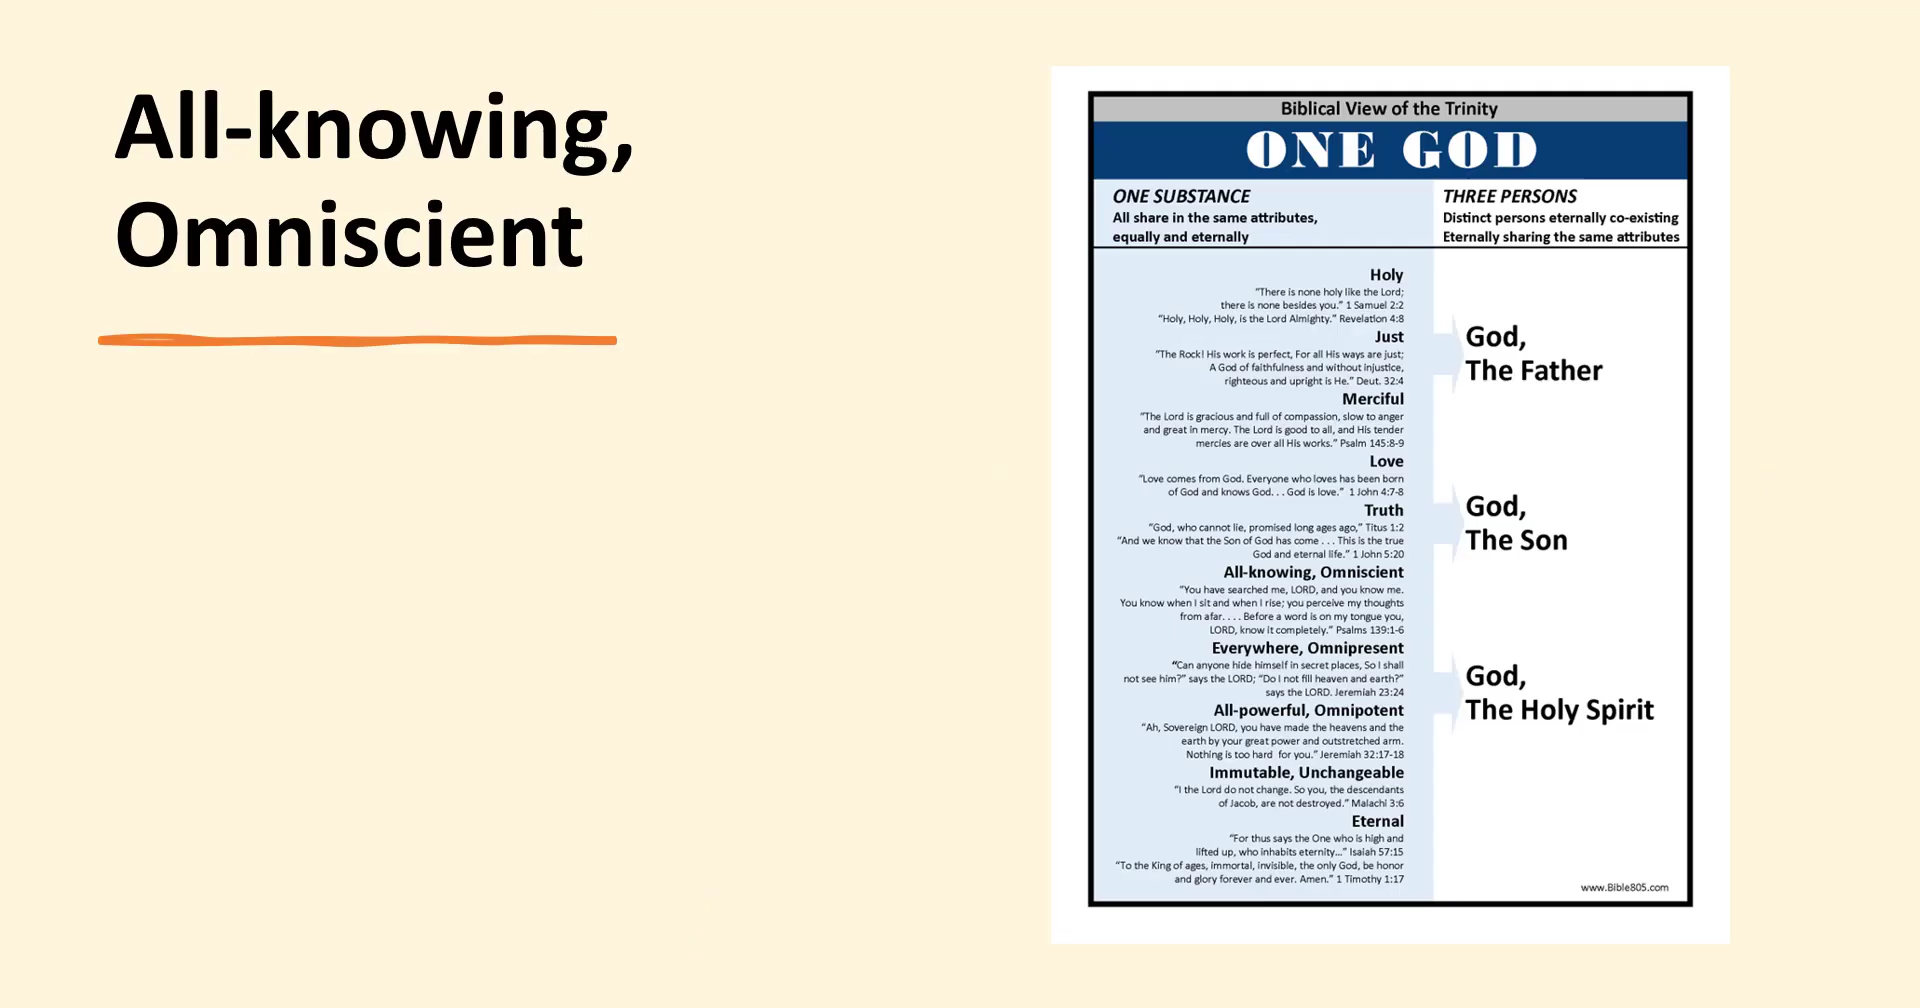 All-knowing,
Omniscient
Biblical View of the Trinity
ONE GOD
ONE SUBSTANCE
All share in the same attributes,
equally and eternally
THREE PERSONS
Distinct persons eternally co-existing
Eternally sharing the same attributes
Holy
“There is none holy like the Lord;
there is none besides you.” 1 Samuel 2:2
“Holy, Holy, Holy, is the Lord Almighty.” Revelation 4:8
Just
“The Rock! His work is perfect, For all His ways are just;
A God of faithfulness and without injustice,
righteous and upright is He.” Deut. 32:4
Merciful
“The Lord is gracious and full of compassion, slow to anger
and great in mercy. The Lord is good to all, and His tender
mercies are over all His works.” Psalm 145:8-9
Love
“Love comes from God. Everyone who loves has been born
of God and knows God. . . God is love.” 1 John 4:7-8
Truth
“God, who cannot lie, promised long ages ago,” Titus 1:2
“And we know that the Son of God has come . . . This is the true
God and eternal life.” 1 John 5:20
All-knowing, Omniscient
“You have searched me, LORD, and you know me.
You know when I sit and when I rise; you perceive my thoughts
from afar. . . . Before a word is on my tongue you,
LORD, know it completely.” Psalms 139:1-6
Everywhere, Omnipresent
“Can anyone hide himself in secret places, So I shall
not see him?” says the LORD; “Do I not fill heaven and earth?”
says the LORD. Jeremiah 23:24
All-powerful, Omnipotent
“Ah, Sovereign LORD, you have made the heavens and the
earth by your great power and outstretched arm.
Nothing is too hard for you.” Jeremiah 32:17-18
Immutable, Unchangeable
“I the Lord do not change. So you, the descendants
of Jacob, are not destroyed.” Malachi 3:6
Eternal
“For thus says the One who is high and
lifted up, who inhabits eternity…” Isaiah 57:15
“To the King of ages, immortal, invisible, the only God, be honor
and glory forever and ever. Amen.” 1 Timothy 1:17
God,
The Father
God,
The Son
God,
The Holy Spirit
www.Bible805.com